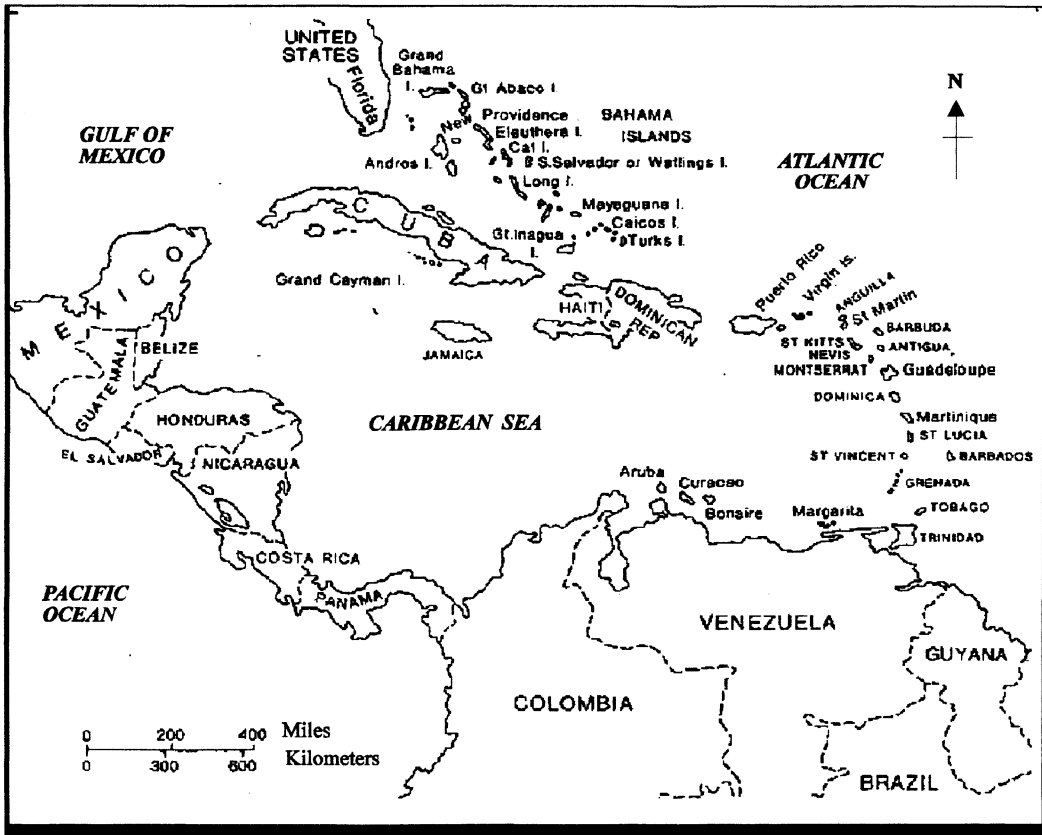 UNITED
STATES
Florida
Grand
Bahama
I.
Gt Abaco I.
New Providence
BAHAMA
ISLANDS
Eleuthera I.
Cat I.
Andros I.
S.Salvador or Watlings I.
Long I.
Mayaguana I.
Caicos I.
Turks I.
Gt.Inagua
I.
N
GULF OF
MEXICO
ATLANTIC
OCEAN
CUBA
Grand Cayman I.
JAMAICA
HAITI
DOMINICAN
REP
Puerto Rico
Virgin Is.
ANGUILLA
St Martin
BARBUDA
ST KITTS
ANTIGUA
NEVIS
MONTSERRAT
Guadeloupe
DOMINICA
Martinique
ST LUCIA
ST VINCENT
BARBADOS
GRENADA
TOBAGO
TRINIDAD
MEXICO
BELIZE
GUATEMALA
HONDURAS
EL SALVADOR
NICARAGUA
CARIBBEAN SEA
Aruba
Curacao
Bonaire
Margarita
COSTA RICA
PANAMA
PACIFIC
OCEAN
VENEZUELA
GUYANA
COLOMBIA
BRAZIL
0 200 400 Miles
0 300 600 Kilometers